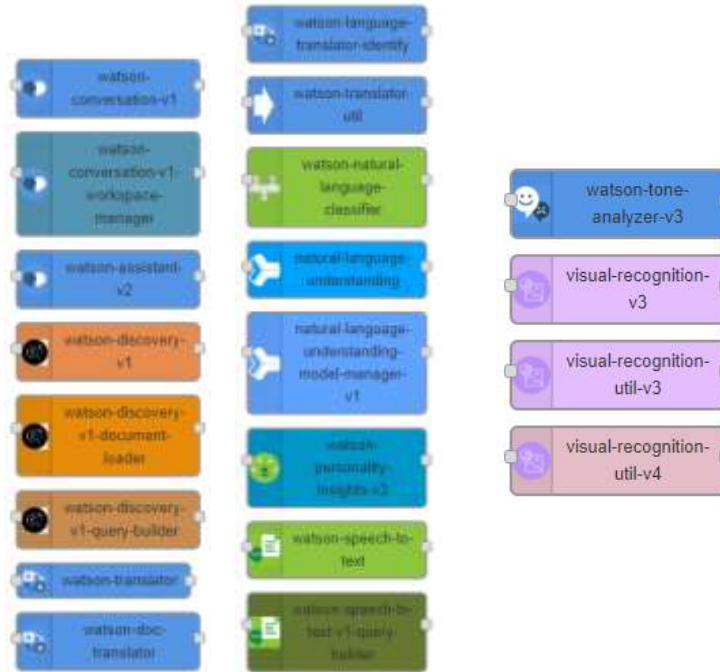 watson-
conversation-v1
watson-
conversation-v1-
workspace-
manager
watson-assistant-
v2
watson-discovery-
v1
watson-discovery-
v1-document-
loader
watson-discovery-
v1-query-builder
watson-translator
watson-doc-
translator
watson-language-
translator-identify
watson-translator-
util
watson-natural-
language-
classifier
natural-language-
understanding
natural-language-
understanding-
model-manager-
v1
watson-
personality-
insights-v3
watson-speech-to-
text
watson-speech-to-
text-v1-query-
builder
watson-tone-
analyzer-v3
visual-recognition-
v3
visual-recognition-
util-v3
visual-recognition-
util-v4